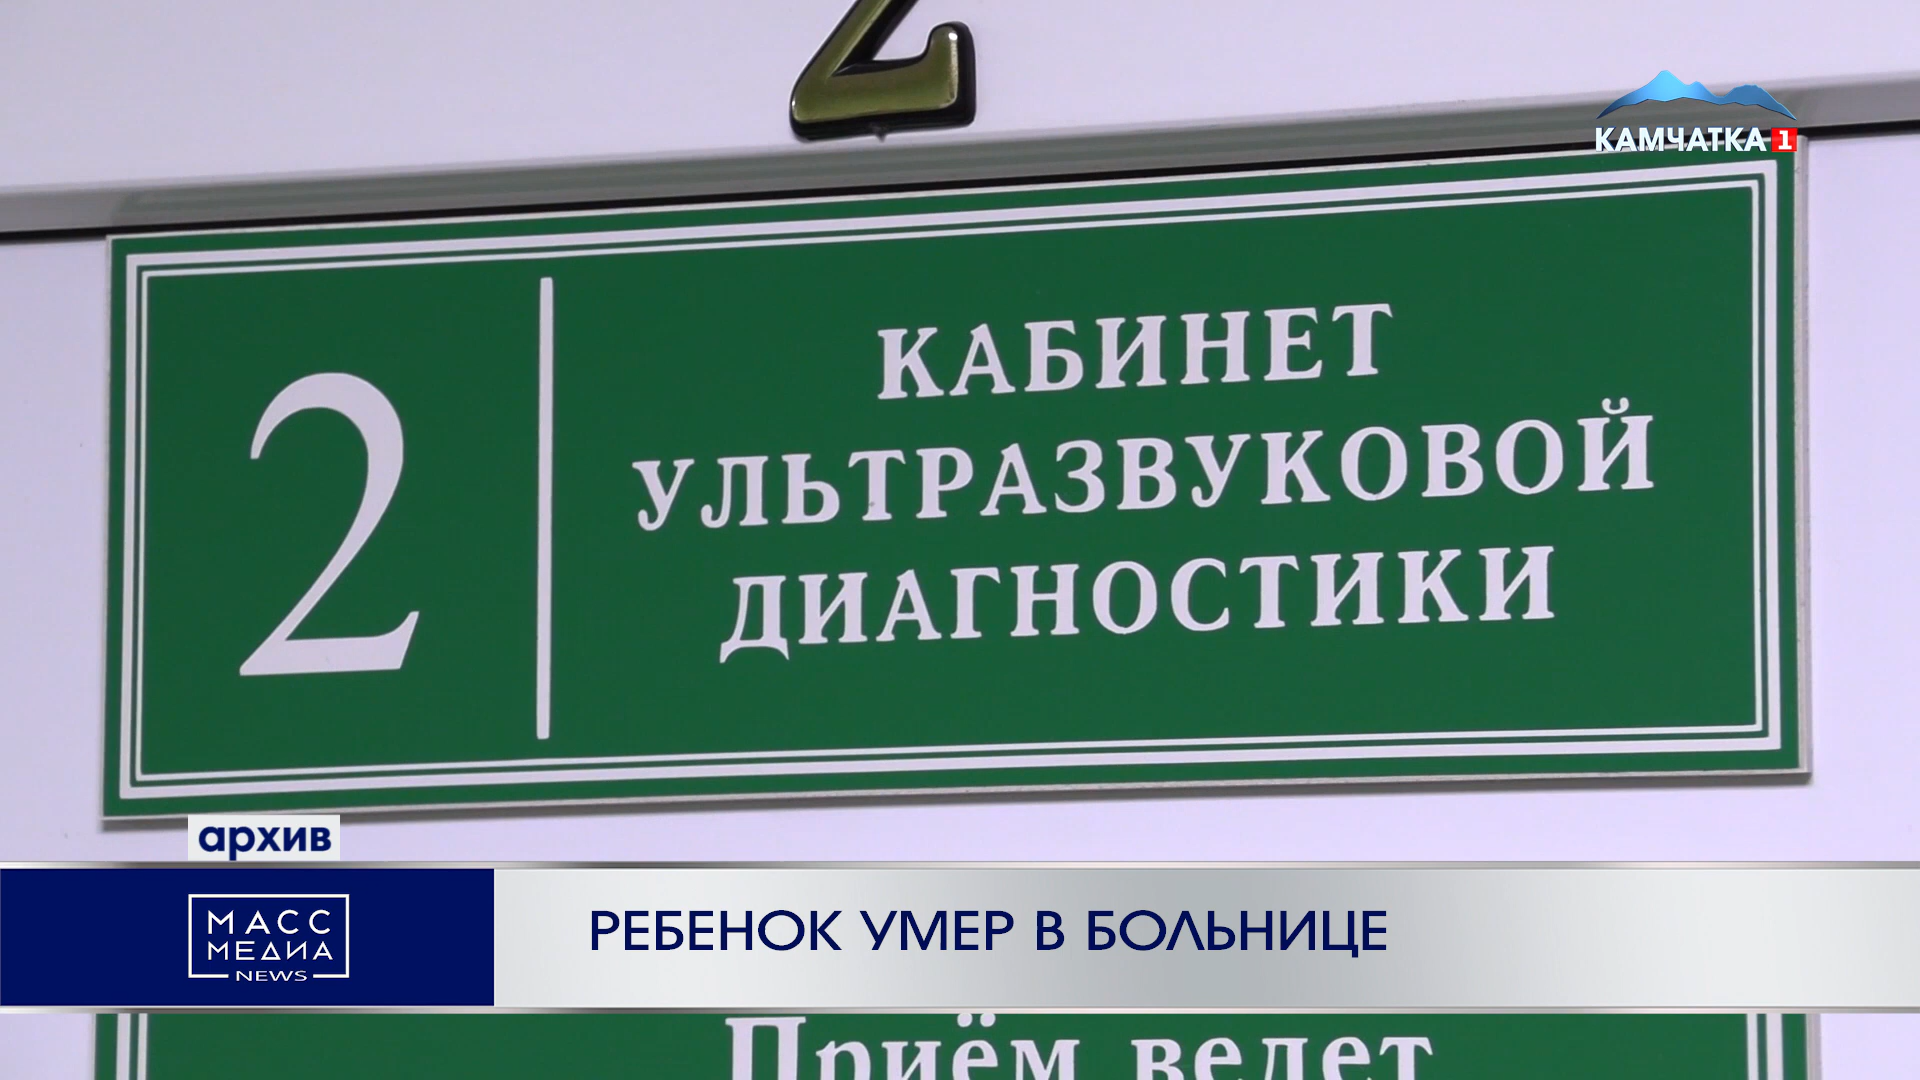 2
КАМЧАТКА 1
2
КАБИНЕТ
УЛЬТРАЗВУКОВОЙ
ДИАГНОСТИКИ
архив
МАСС
МЕДИА
NEWS
РЕБЕНОК УМЕР В БОЛЬНИЦЕ
Приём ведет